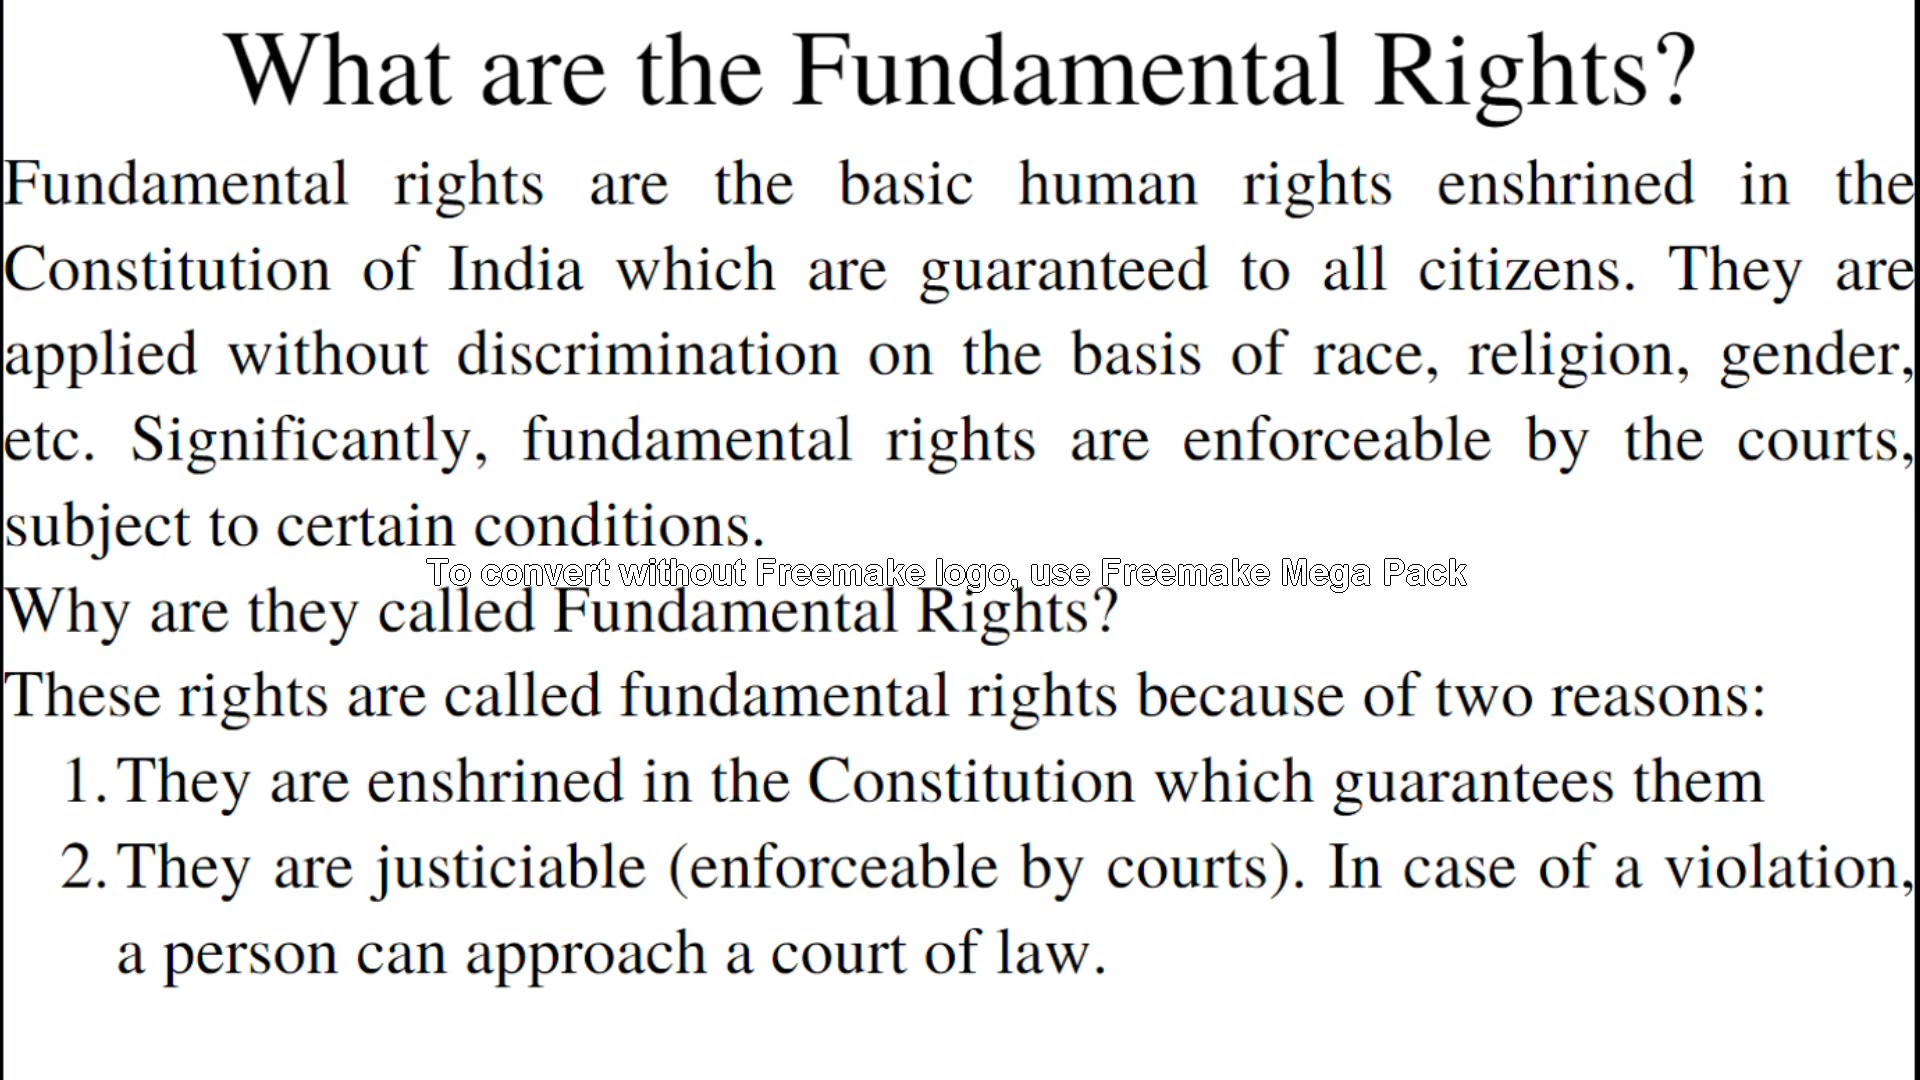 What are the Fundamental Rights?
Fundamental rights are the basic human rights enshrined in the
Constitution of India which are guaranteed to all citizens. They are
applied without discrimination on the basis of race, religion, gender,
etc. Significantly, fundamental rights are enforceable by the courts,
subject to certain conditions.
To convert without Freemake logo, use Freemake Mega Pack
Why are they called Fundamental Rights?
These rights are called fundamental rights because of two reasons:
1. They are enshrined in the Constitution which guarantees them
2. They are justiciable (enforceable by courts). In case of a violation,
a person can approach a court of law.